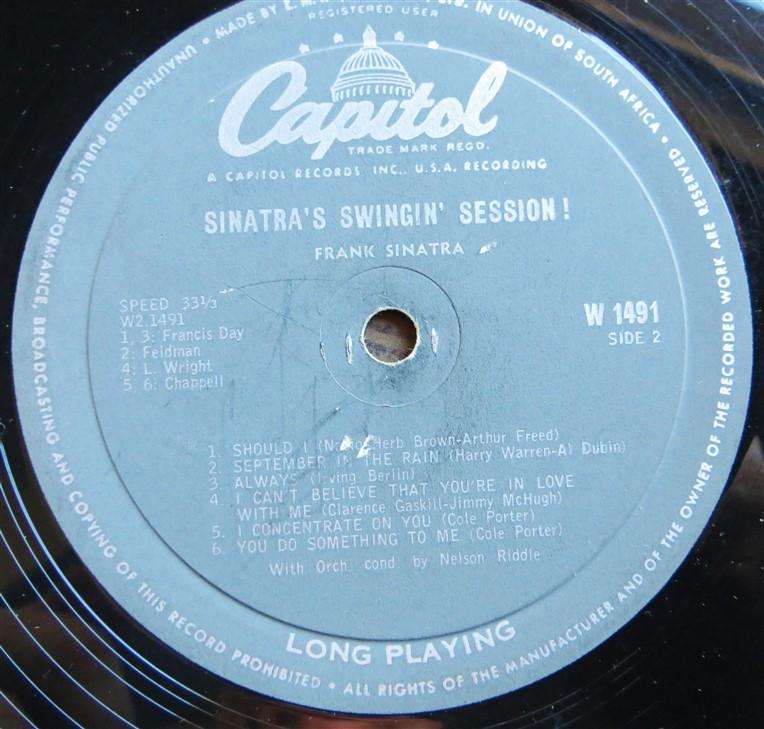 MADE BY E.M.I. IN UNION OF SOUTH AFRICA
REGISTERED USER
Capitol
TRADE MARK REGD.
A CAPITOL RECORDS INC., U.S.A. RECORDING
SINATRA'S SWINGIN' SESSION!
FRANK SINATRA
SPEED 33⅓
W2 1491
1, 3: Francis Day
2: Feldman
4: L. Wright
5 6: Chappell
W 1491
SIDE 2
1. SHOULD I (Herb Brown-Arthur Freed)
2. SEPTEMBER IN THE RAIN (Harry Warren-Al Dubin)
3. ALWAYS (Irving Berlin)
4 I CAN'T BELIEVE THAT YOU'RE IN LOVE
WITH ME (Clarence Gaskill-Jimmy McHugh)
5. I CONCENTRATE ON YOU (Cole Porter)
6. YOU DO SOMETHING TO ME (Cole Porter)
With Orch cond by Nelson Riddle
LONG PLAYING
UNAUTHORIZED PUBLIC PERFORMANCE, BROADCASTING AND COPYING OF THIS RECORD PROHIBITED • ALL RIGHTS OF THE MANUFACTURER AND OF THE OWNER OF THE RECORDED WORK ARE RESERVED